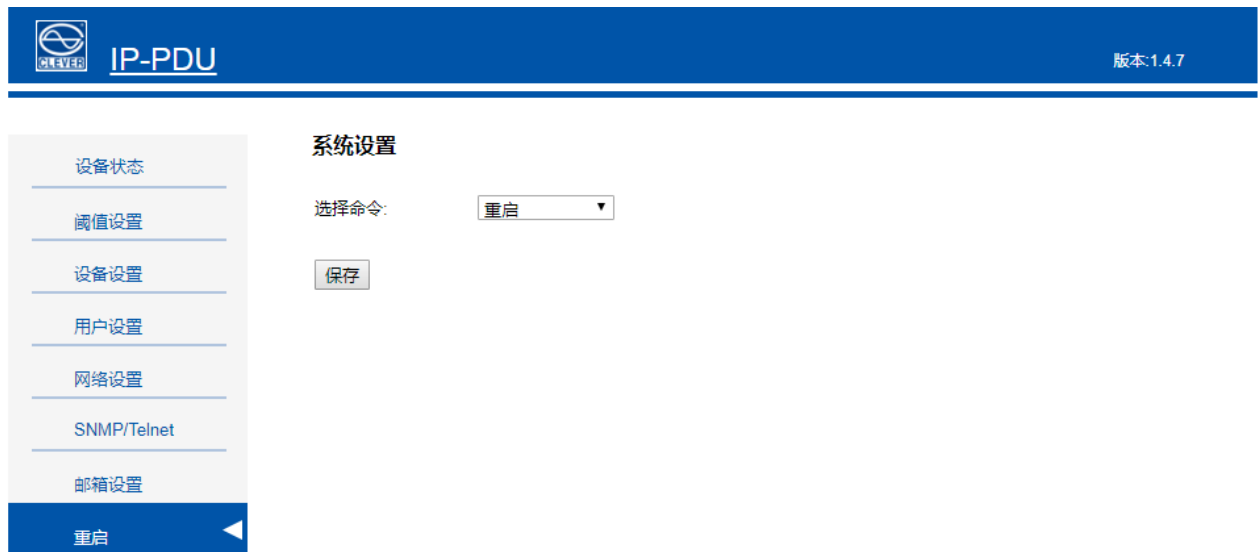 CLEVER
IP-PDU
版本:1.4.7
设备状态
阈值设置
设备设置
用户设置
网络设置
SNMP/Telnet
邮箱设置
重启
系统设置
选择命令: 重启
保存